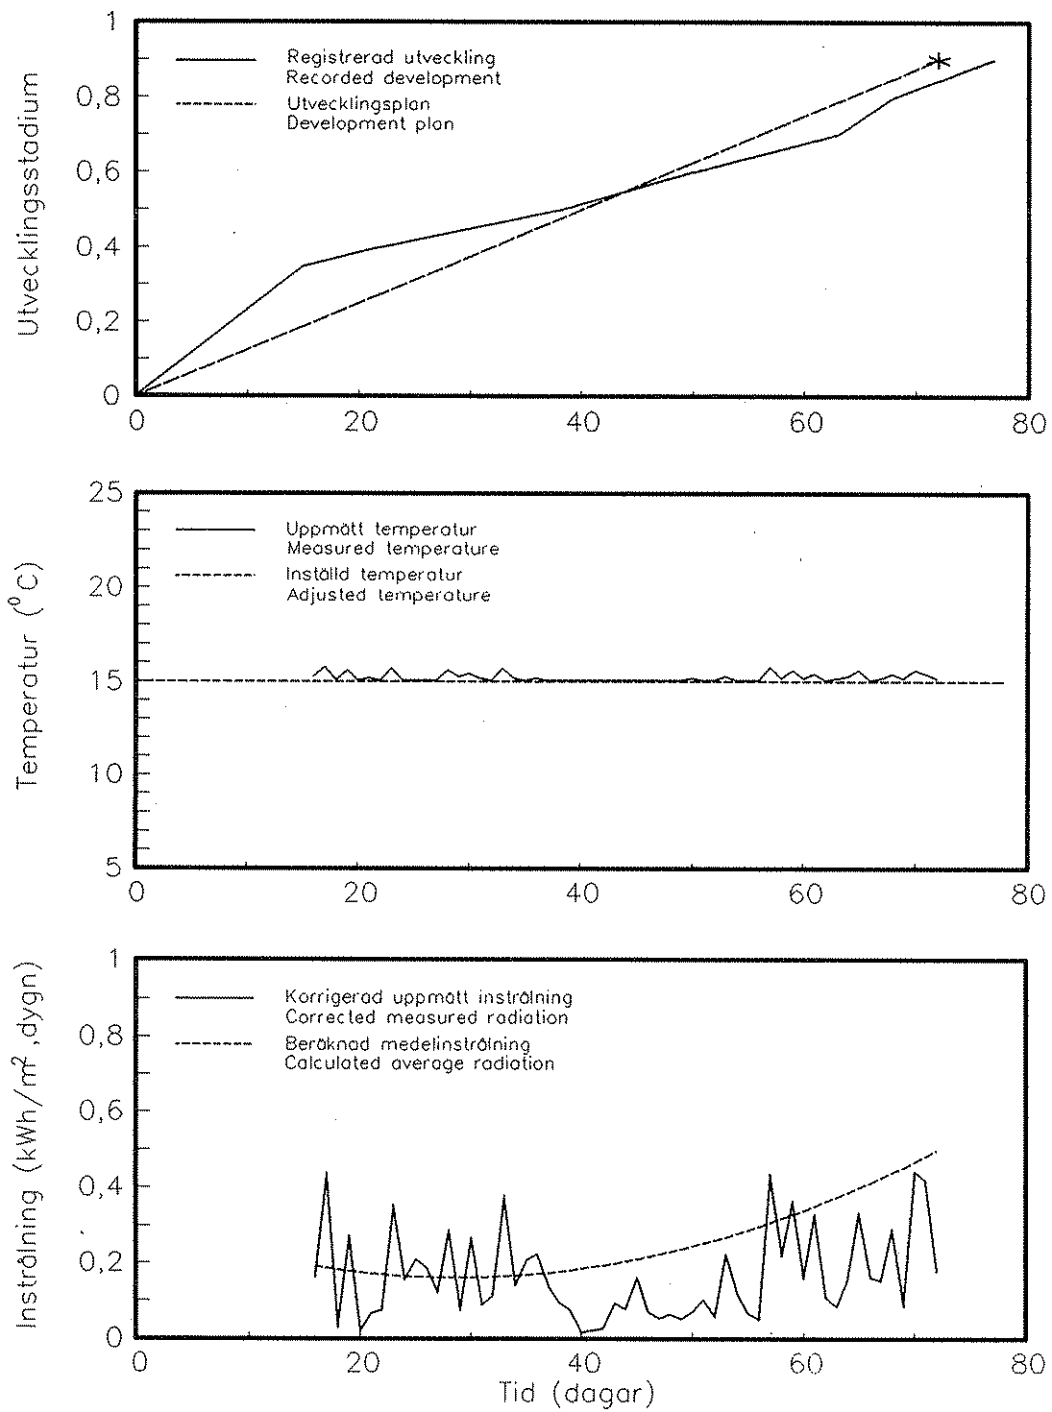 Utvecklingsstadium
1
0,8
0,6
0,4
0,2
0
Registrerad utveckling
Recorded development
Utvecklingsplan
Development plan
0 20 40 60 80
Temperatur (⁰C)
25
20
15
10
5
Uppmätt temperatur
Measured temperature
Inställd temperatur
Adjusted temperature
0 20 40 60 80
Instrålning (kWh/m²,dygn)
1
0,8
0,6
0,4
0,2
0
Korrigerad uppmätt instrålning
Corrected measured radiation
Beräknad medelinstrålning
Calculated average radiation
20 40 60 80
Tid (dagar)